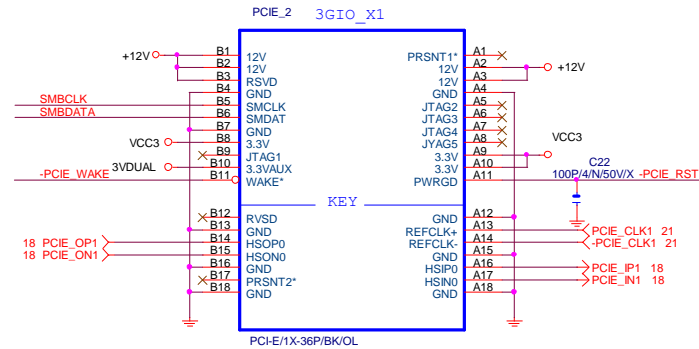 PCIE_2 3GIO_X1
+12V B1 12V PRSNT1* A1
B2 12V 12V A2 +12V
B3 RSVD 12V A3
B4 GND GND A4
SMBCLK B5 SMCLK JTAG2 A5
SMBDATA B6 SMDAT JTAG3 A6
B7 GND JTAG4 A7
VCC3 B8 3.3V JYAG5 A8 VCC3
B9 JTAG1 3.3V A9
3VDUAL B10 3.3VAUX 3.3V A10 C22
-PCIE_WAKE B11 WAKE* PWRGD A11 100P/4/N/50V/X -PCIE_RST
KEY
B12 RVSD GND A12
B13 GND REFCLK+ A13 PCIE_CLK1 21
18 PCIE_OP1 B14 HSOP0 REFCLK- A14 -PCIE_CLK1 21
18 PCIE_ON1 B15 HSON0 GND A15
B16 GND HSIP0 A16 PCIE_IP1 18
B17 PRSNT2* HSIN0 A17 PCIE_IN1 18
B18 GND GND A18
PCI-E/1X-36P/BK/OL